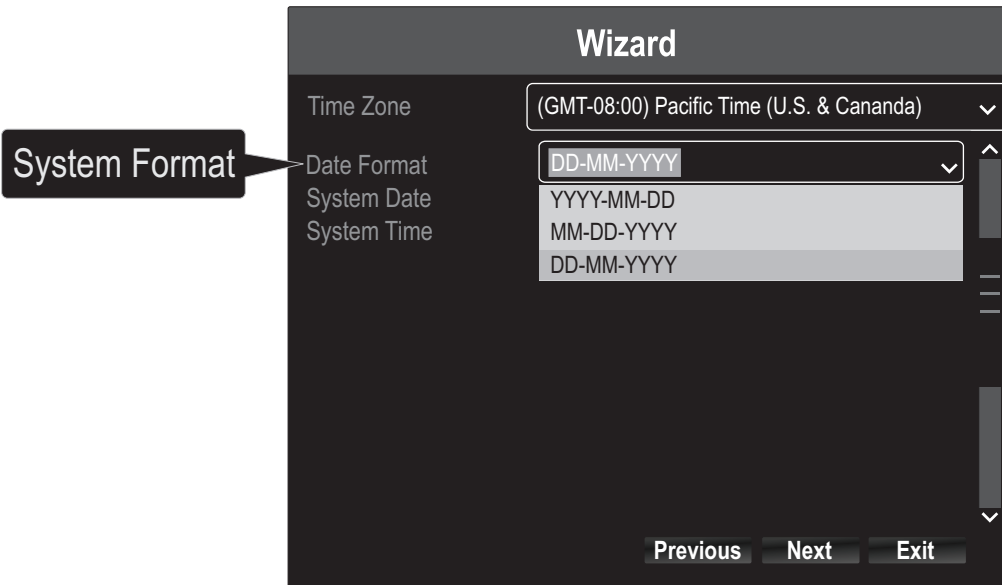 Wizard
Time Zone (GMT-08:00) Pacific Time (U.S. & Cananda)
System Format
Date Format DD-MM-YYYY
System Date YYYY-MM-DD
System Time MM-DD-YYYY
DD-MM-YYYY
Previous Next Exit